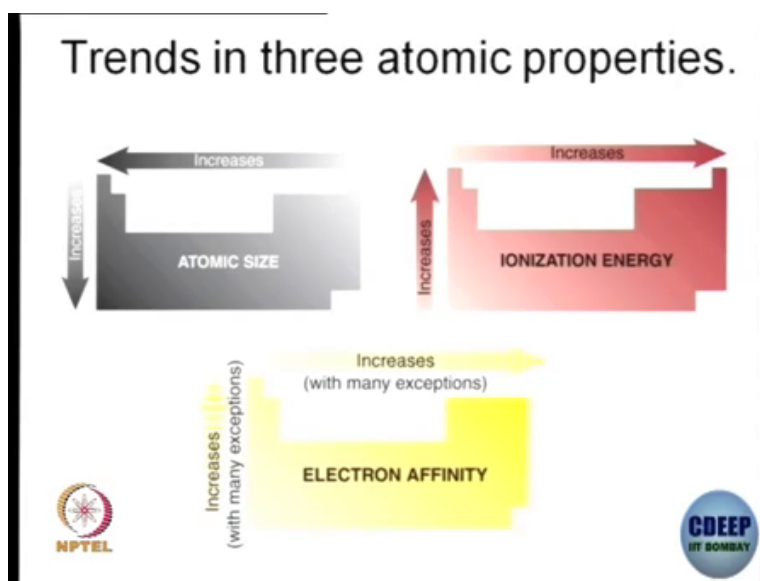 Trends in three atomic properties.
Increases
Increases
ATOMIC SIZE
Increases
Increases
IONIZATION ENERGY
Increases
(with many exceptions)
Increases
(with many exceptions)
ELECTRON AFFINITY
NPTEL
CDEEP
IIT BOMBAY